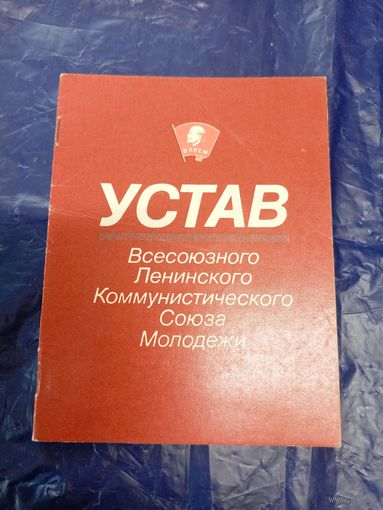 ВЛКСМ
УСТАВ
Всесоюзного
Ленинского
Коммунистического
Союза
Молодежи